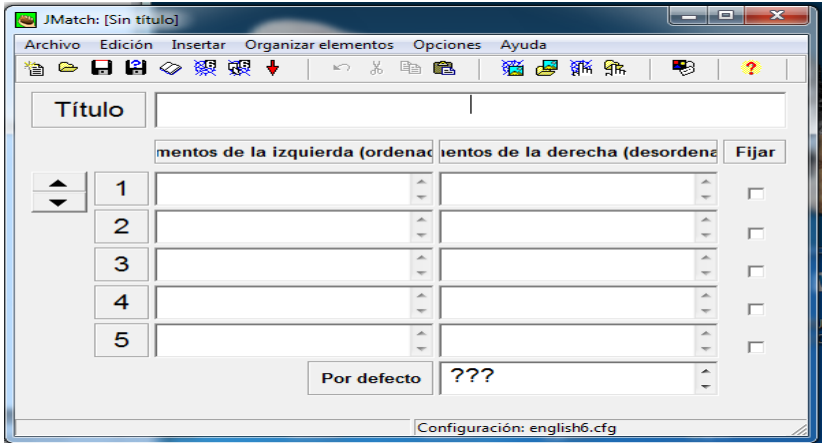 JMatch: [Sin título]
Archivo Edición Insertar Organizar elementos Opciones Ayuda
Título
mentos de la izquierda (ordenad nentos de la derecha (desordena Fijar
1
2
3
4
5
Por defecto ???
Configuración: english6.cfg